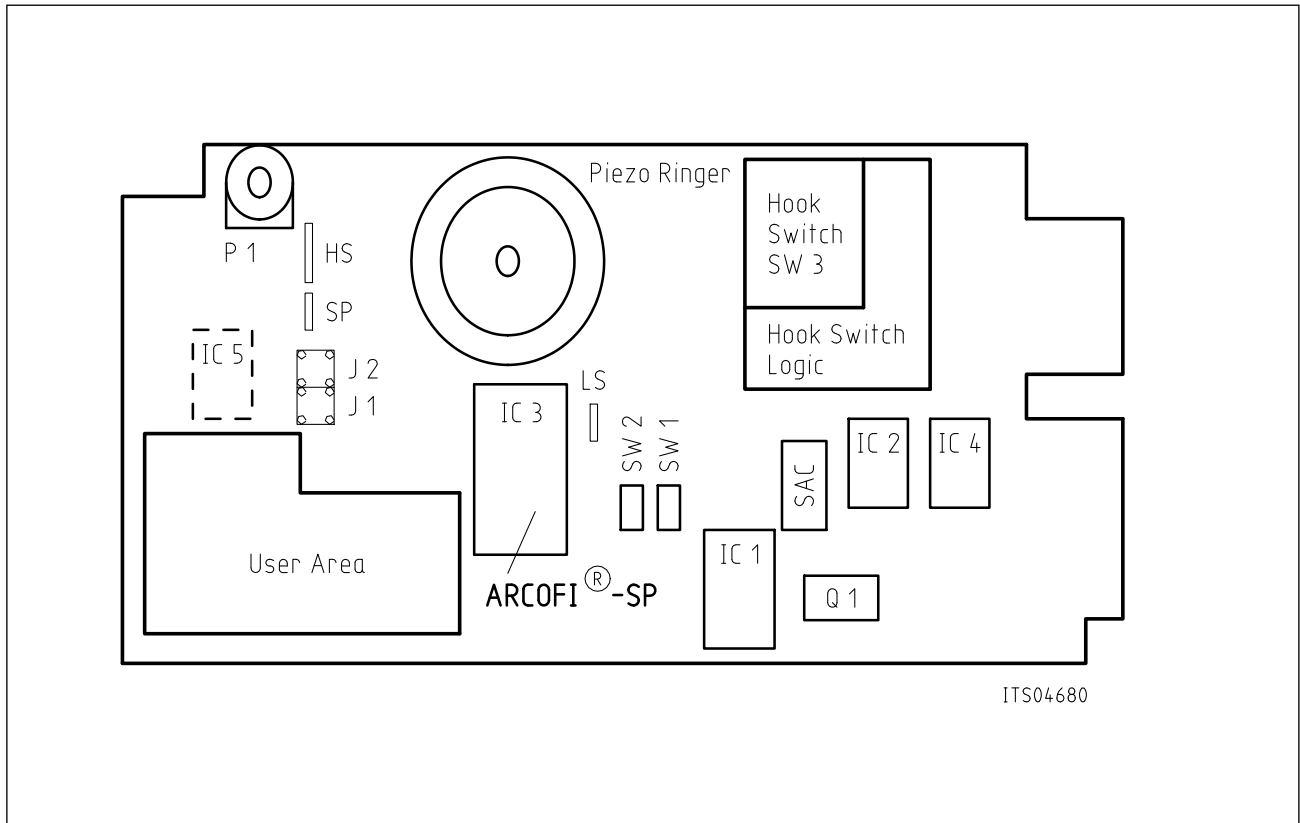 Piezo Ringer
Hook
Switch
SW 3
P 1
HS
SP
Hook Switch
Logic
IC 5
J 2
J 1
LS
IC 3
SW 2
SW 1
IC 2
IC 4
SAC
User Area
IC 1
ARCOFI®-SP
Q 1
ITS04680